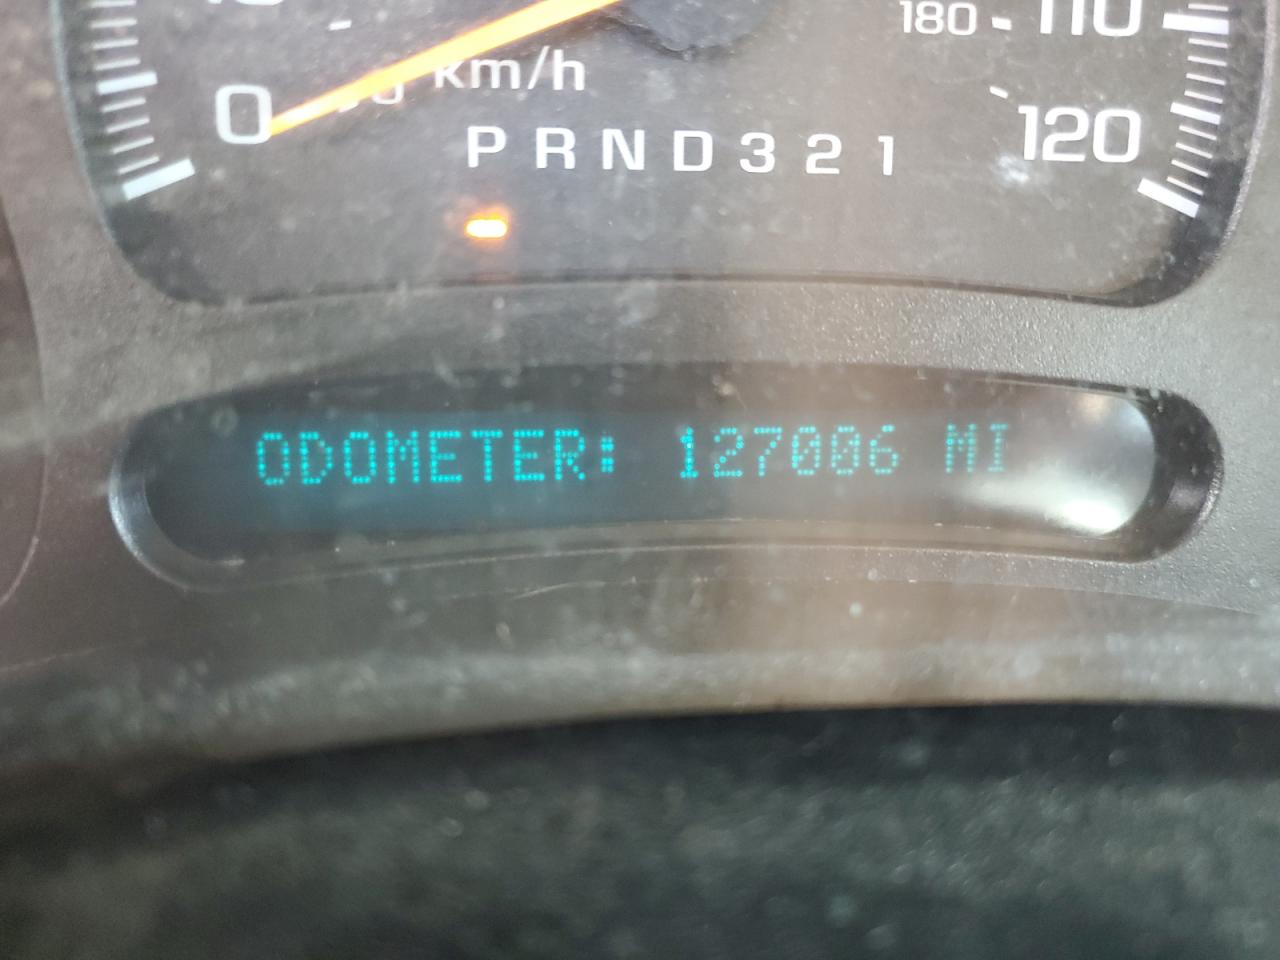 180 110
km/h
0
120
P R N D 3 2 1
ODOMETER: 127006 MI